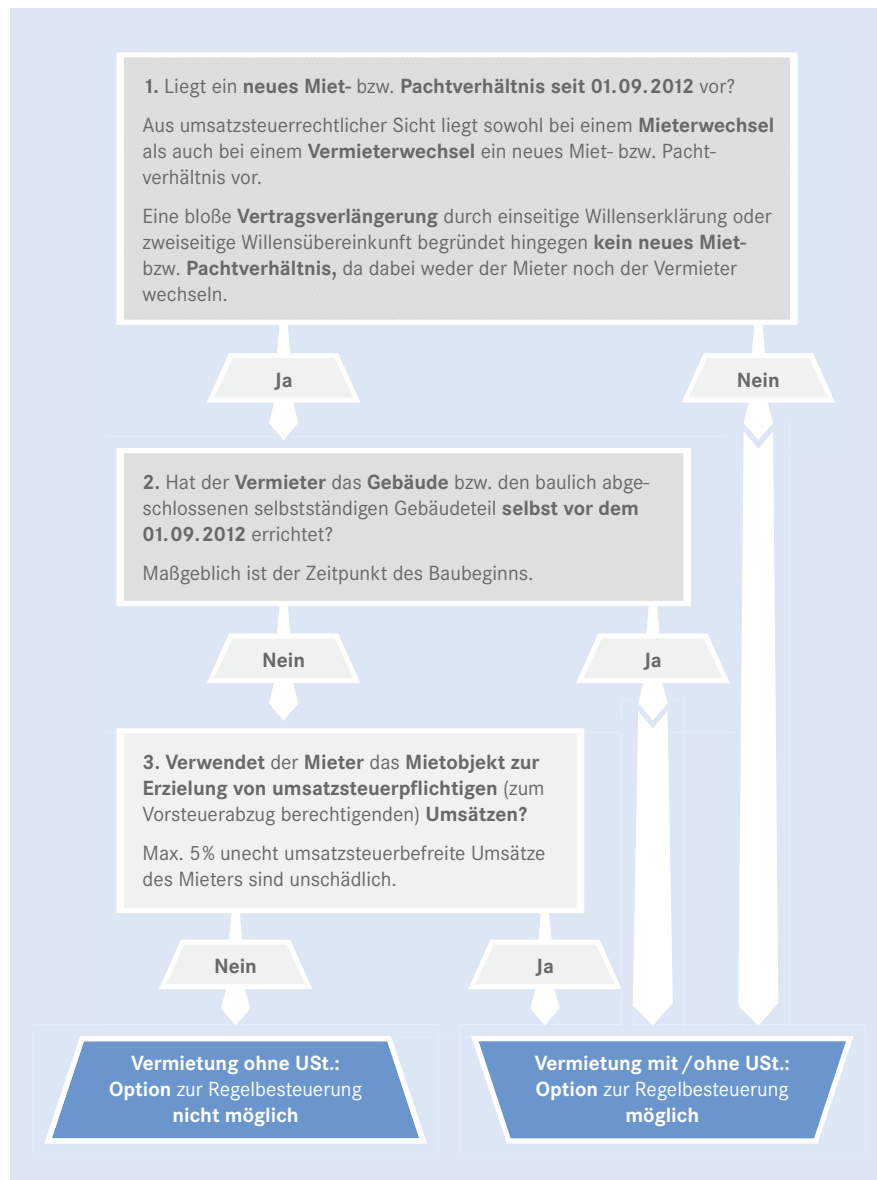 1. Liegt ein neues Miet- bzw. Pachtverhältnis seit 01.09.2012 vor?
Aus umsatzsteuerrechtlicher Sicht liegt sowohl bei einem Mieterwechsel
als auch bei einem Vermieterwechsel ein neues Miet- bzw. Pacht-
verhältnis vor.
Eine bloße Vertragsverlängerung durch einseitige Willenserklärung oder
zweiseitige Willensübereinkunft begründet hingegen kein neues Miet-
bzw. Pachtverhältnis, da dabei weder der Mieter noch der Vermieter
wechseln.
Ja
Nein
2. Hat der Vermieter das Gebäude bzw. den baulich abge-
schlossenen selbstständigen Gebäudeteil selbst vor dem
01.09.2012 errichtet?
Maßgeblich ist der Zeitpunkt des Baubeginns.
Nein
Ja
3. Verwendet der Mieter das Mietobjekt zur
Erzielung von umsatzsteuerpflichtigen (zum
Vorsteuerabzug berechtigenden) Umsätzen?
Max. 5% unecht umsatzsteuerbefreite Umsätze
des Mieters sind unschädlich.
Nein
Ja
Vermietung ohne USt.:
Option zur Regelbesteuerung
nicht möglich
Vermietung mit/ohne USt.:
Option zur Regelbesteuerung
möglich